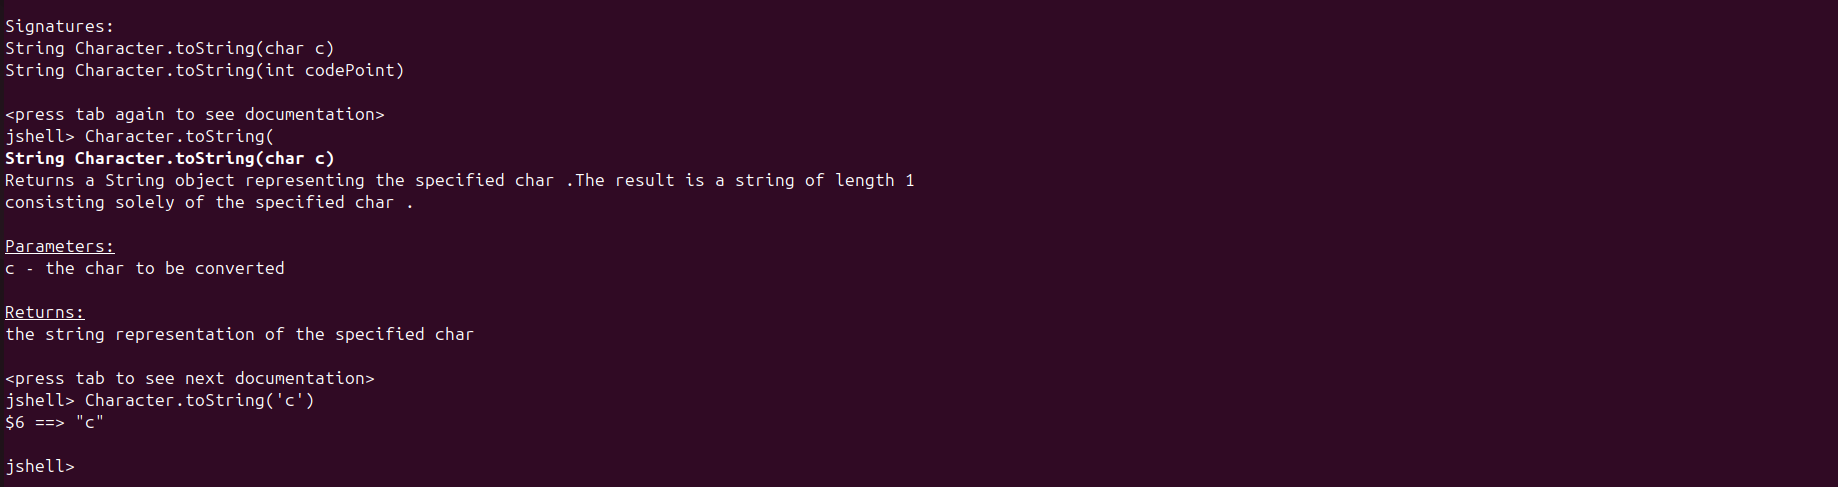 Signatures:
String Character.toString(char c)
String Character.toString(int codePoint)
<press tab again to see documentation>
jshell> Character.toString(
String Character.toString(char c)
Returns a String object representing the specified char .The result is a string of length 1
consisting solely of the specified char .
Parameters:
c - the char to be converted
Returns:
the string representation of the specified char
<press tab to see next documentation>
jshell> Character.toString('c')
$6 ==> "c"
jshell>